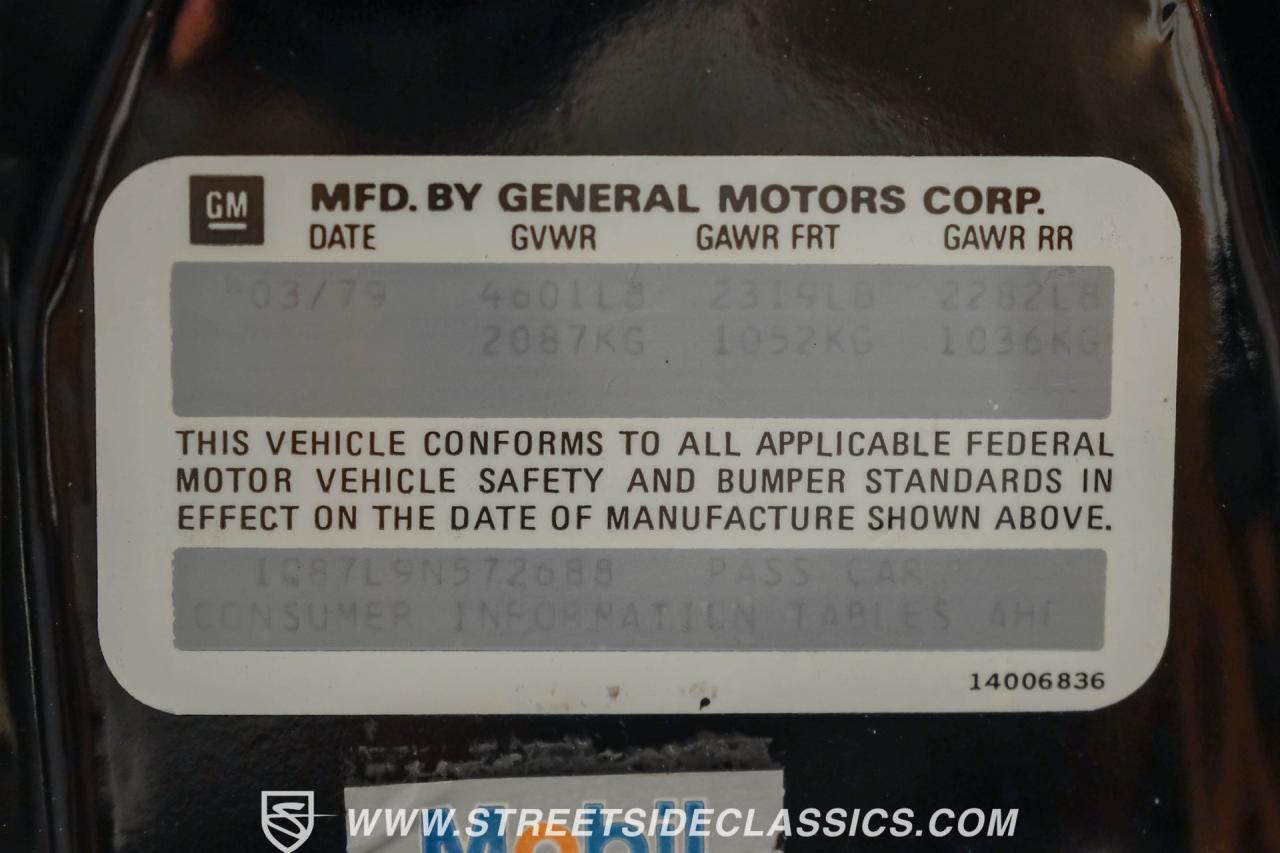 GM
MFD. BY GENERAL MOTORS CORP.
DATE GVWR GAWR FRT GAWR RR
03/79 4601LB 2319LB 2282LB
2087KG 1052KG 1036KG
THIS VEHICLE CONFORMS TO ALL APPLICABLE FEDERAL
MOTOR VEHICLE SAFETY AND BUMPER STANDARDS IN
EFFECT ON THE DATE OF MANUFACTURE SHOWN ABOVE.
1Q87L9N572688 PASS CAR
CONSUMER INFORMATION TABLES
14006836
WWW.STREETSIDECLASSICS.COM
Mobil